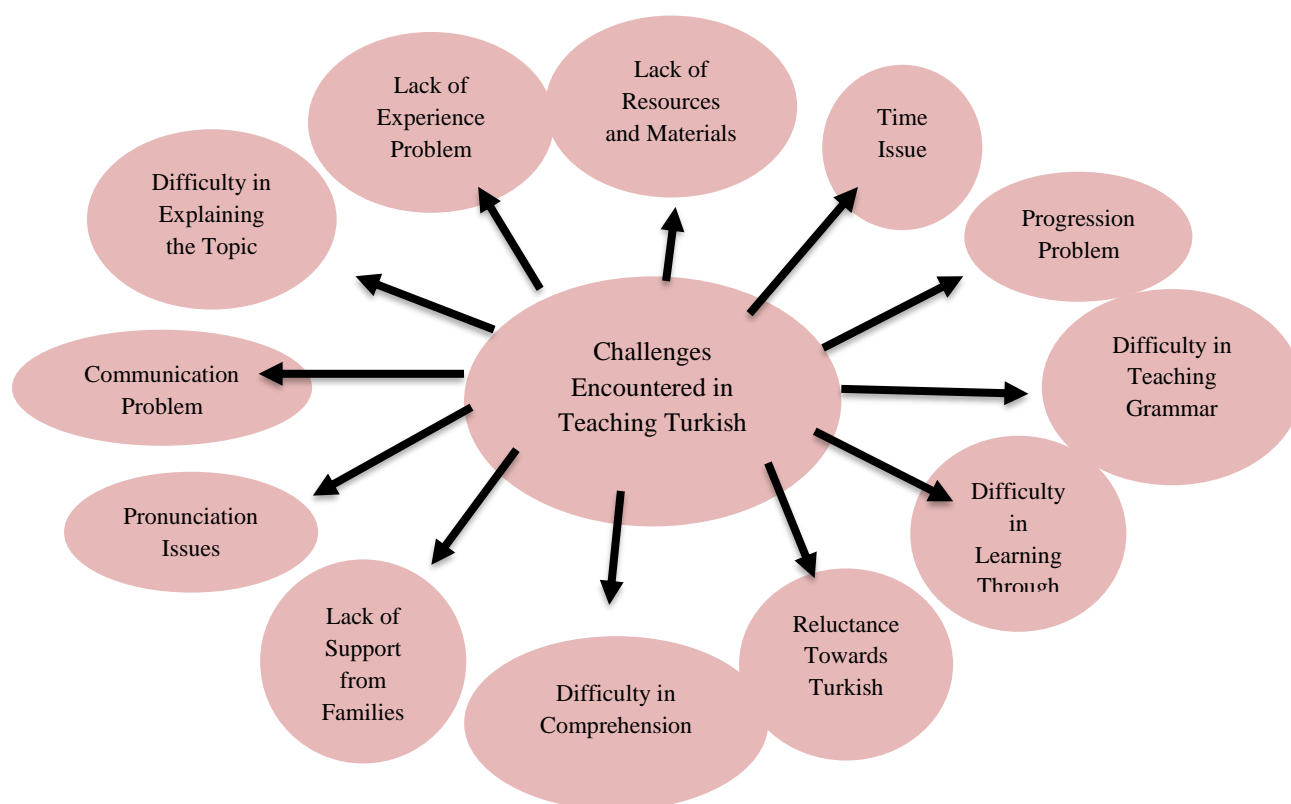 Challenges
Encountered in
Teaching Turkish
Lack of
Resources
and Materials
Time
Issue
Progression
Problem
Difficulty in
Teaching
Grammar
Difficulty
in
Learning
Through
Reluctance
Towards
Turkish
Difficulty in
Comprehension
Lack of
Support
from
Families
Pronunciation
Issues
Communication
Problem
Difficulty in
Explaining
the Topic
Lack of
Experience
Problem